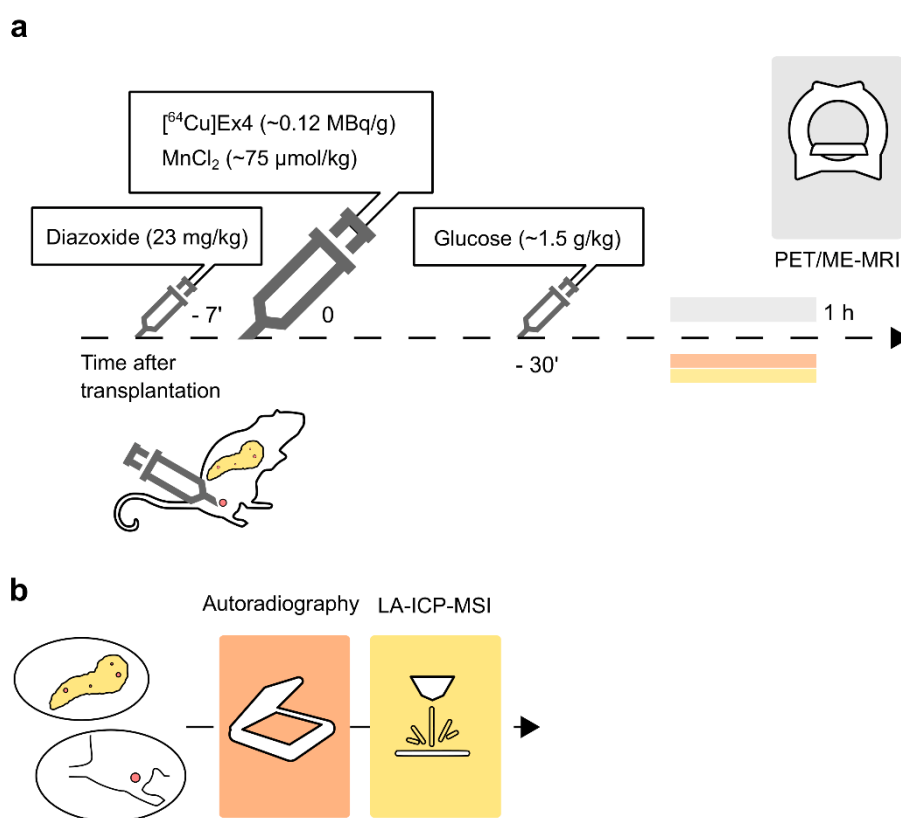 a
[⁶⁴Cu]Ex4 (~0.12 MBq/g)
MnCl₂ (~75 µmol/kg)
Diazoxide (23 mg/kg)
Glucose (~1.5 g/kg)
PET/ME-MRI
- 7'
0
1 h
- 30'
Time after
transplantation
b
Autoradiography
LA-ICP-MSI